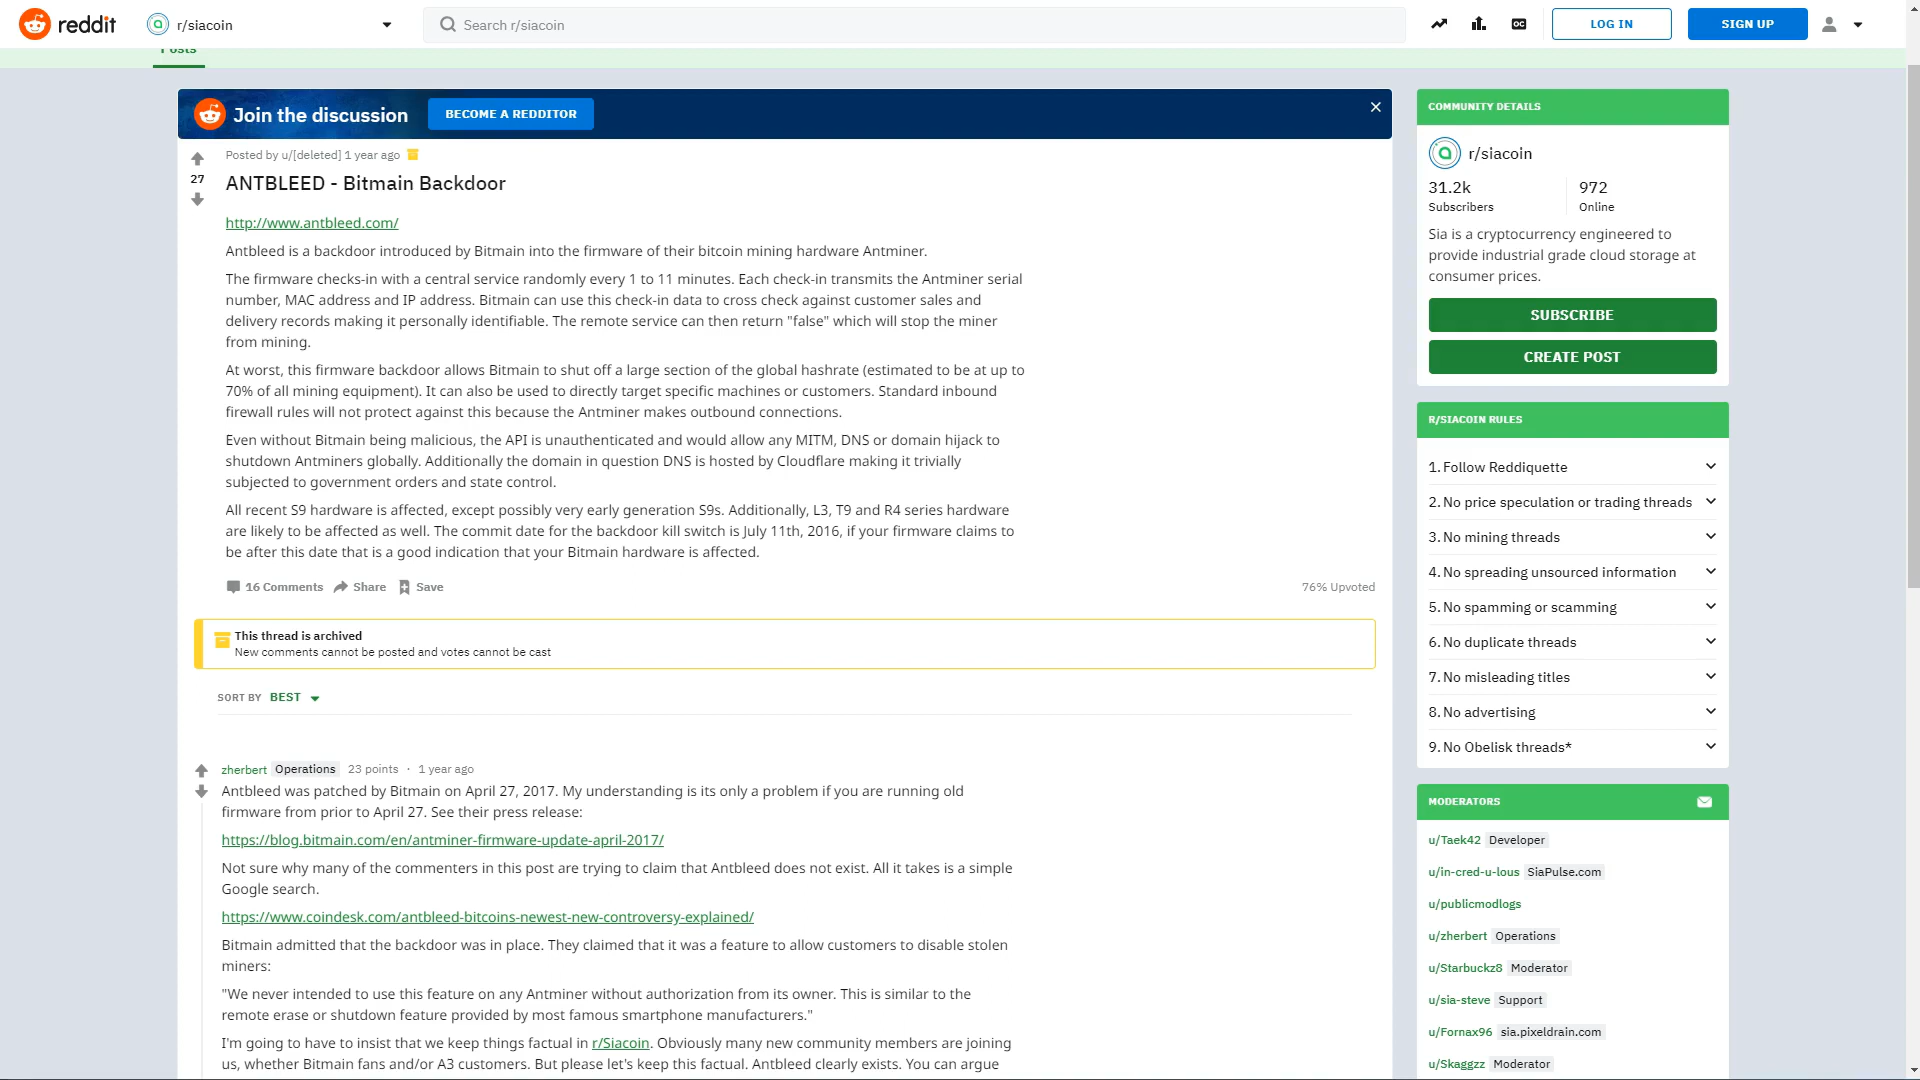 reddit
r/siacoin
Search r/siacoin
OC
LOG IN
SIGN UP
Posts
Join the discussion
BECOME A REDDITOR
Posted by u/[deleted] 1 year ago
27
ANTBLEED - Bitmain Backdoor
http://www.antbleed.com/
Antbleed is a backdoor introduced by Bitmain into the firmware of their bitcoin mining hardware Antminer.
The firmware checks-in with a central service randomly every 1 to 11 minutes. Each check-in transmits the Antminer serial
number, MAC address and IP address. Bitmain can use this check-in data to cross check against customer sales and
delivery records making it personally identifiable. The remote service can then return "false" which will stop the miner
from mining.
At worst, this firmware backdoor allows Bitmain to shut off a large section of the global hashrate (estimated to be at up to
70% of all mining equipment). It can also be used to directly target specific machines or customers. Standard inbound
firewall rules will not protect against this because the Antminer makes outbound connections.
Even without Bitmain being malicious, the API is unauthenticated and would allow any MITM, DNS or domain hijack to
shutdown Antminers globally. Additionally the domain in question DNS is hosted by Cloudflare making it trivially
subjected to government orders and state control.
All recent S9 hardware is affected, except possibly very early generation S9s. Additionally, L3, T9 and R4 series hardware
are likely to be affected as well. The commit date for the backdoor kill switch is July 11th, 2016, if your firmware claims to
be after this date that is a good indication that your Bitmain hardware is affected.
16 Comments Share Save
76% Upvoted
This thread is archived
New comments cannot be posted and votes cannot be cast
SORT BY BEST
zherbert Operations 23 points · 1 year ago
Antbleed was patched by Bitmain on April 27, 2017. My understanding is its only a problem if you are running old
firmware from prior to April 27. See their press release:
https://blog.bitmain.com/en/antminer-firmware-update-april-2017/
Not sure why many of the commenters in this post are trying to claim that Antbleed does not exist. All it takes is a simple
Google search.
https://www.coindesk.com/antbleed-bitcoins-newest-new-controversy-explained/
Bitmain admitted that the backdoor was in place. They claimed that it was a feature to allow customers to disable stolen
miners:
"We never intended to use this feature on any Antminer without authorization from its owner. This is similar to the
remote erase or shutdown feature provided by most famous smartphone manufacturers."
I'm going to have to insist that we keep things factual in r/Siacoin. Obviously many new community members are joining
us, whether Bitmain fans and/or A3 customers. But please let's keep this factual. Antbleed clearly exists. You can argue
COMMUNITY DETAILS
r/siacoin
31.2k
Subscribers
972
Online
Sia is a cryptocurrency engineered to
provide industrial grade cloud storage at
consumer prices.
SUBSCRIBE
CREATE POST
R/SIACOIN RULES
1. Follow Reddiquette
2. No price speculation or trading threads
3. No mining threads
4. No spreading unsourced information
5. No spamming or scamming
6. No duplicate threads
7. No misleading titles
8. No advertising
9. No Obelisk threads*
MODERATORS
u/Taek42 Developer
u/in-cred-u-lous SiaPulse.com
u/publicmodlogs
u/zherbert Operations
u/Starbuckz8 Moderator
u/sia-steve Support
u/Fornax96 sia.pixeldrain.com
u/Skaggzz Moderator